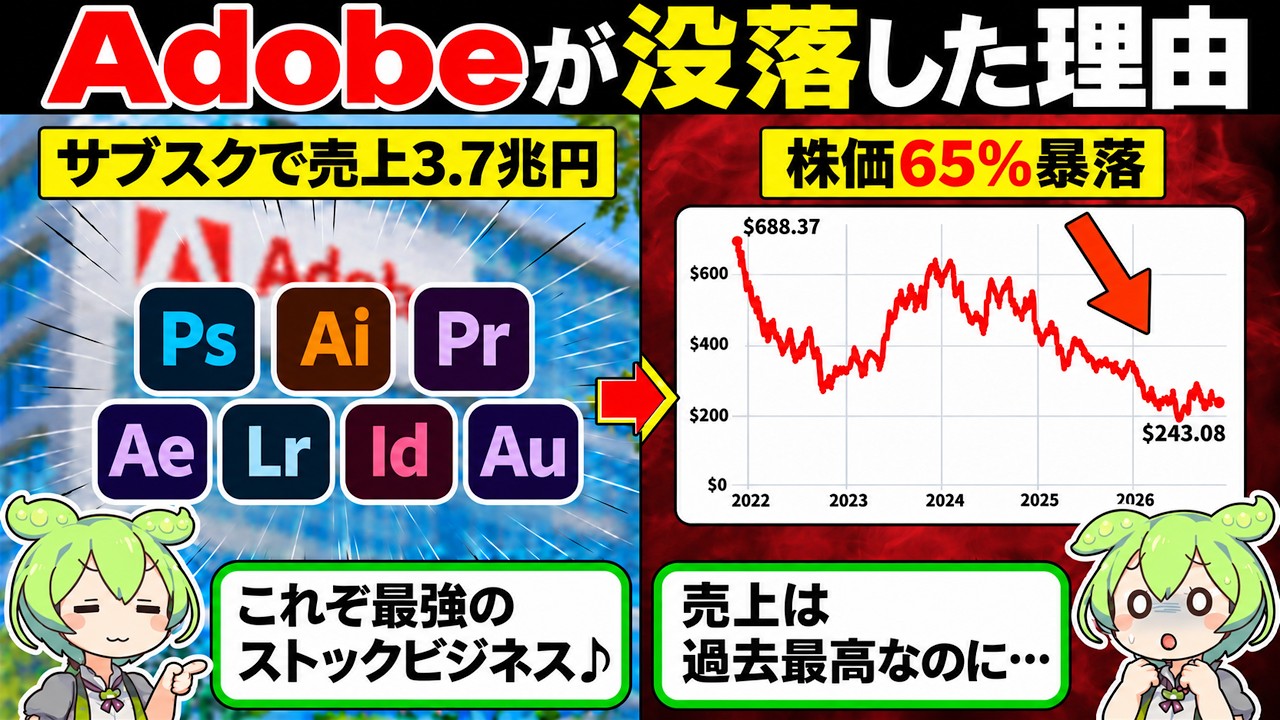 Adobeが没落した理由
サブスクで売上3.7兆円
Adobe
Ps
Ai
Pr
Ae
Lr
Id
Au
これぞ最強の
ストックビジネス♪
株価65%暴落
$688.37
$600
$400
$200
$0
$243.08
2022
2023
2024
2025
2026
売上は
過去最高なのに…